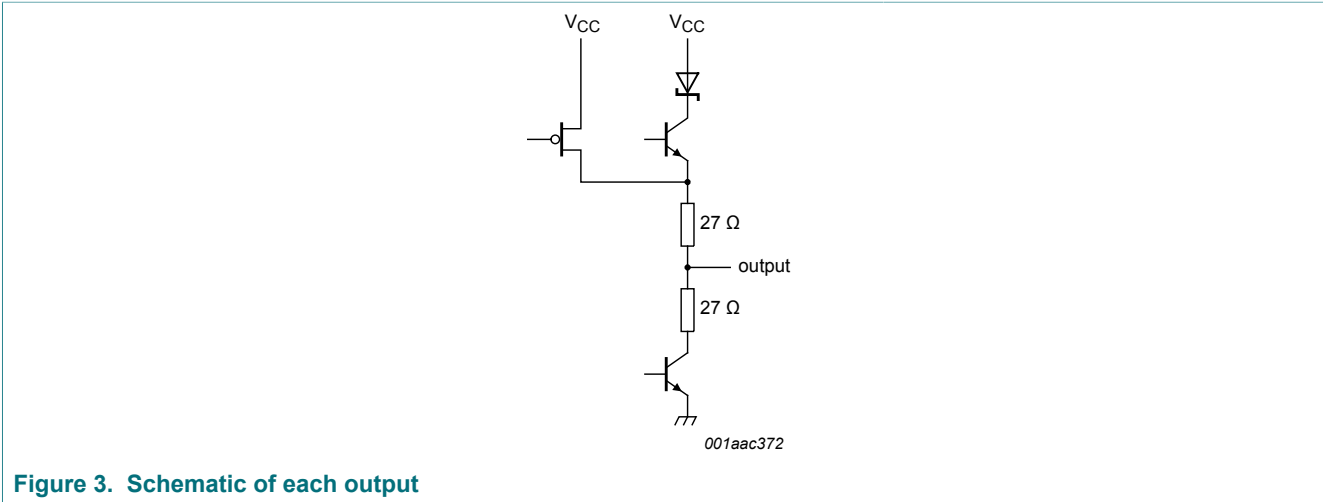 VCC VCC
27 Ω
output
27 Ω
001aac372
Figure 3. Schematic of each output